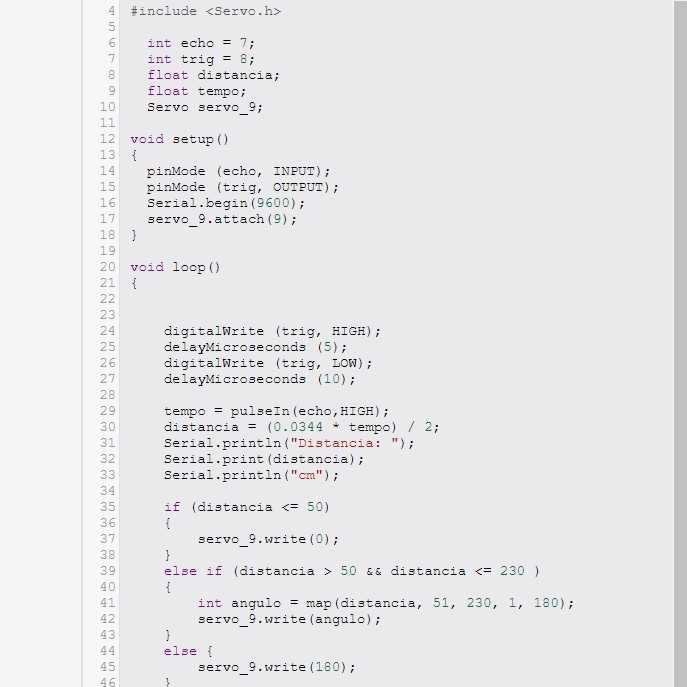 4 #include <Servo.h>
5
6 int echo = 7;
7 int trig = 8;
8 float distancia;
9 float tempo;
10 Servo servo_9;
11
12 void setup()
13 {
14 pinMode (echo, INPUT);
15 pinMode (trig, OUTPUT);
16 Serial.begin(9600);
17 servo_9.attach(9);
18 }
19
20 void loop()
21 {
22
23
24 digitalWrite (trig, HIGH);
25 delayMicroseconds (5);
26 digitalWrite (trig, LOW);
27 delayMicroseconds (10);
28
29 tempo = pulseIn(echo,HIGH);
30 distancia = (0.0344 * tempo) / 2;
31 Serial.println("Distancia: ");
32 Serial.print(distancia);
33 Serial.println("cm");
34
35 if (distancia <= 50)
36 {
37 servo_9.write(0);
38 }
39 else if (distancia > 50 && distancia <= 230 )
40 {
41 int angulo = map(distancia, 51, 230, 1, 180);
42 servo_9.write(angulo);
43 }
44 else {
45 servo_9.write(180);
46 }